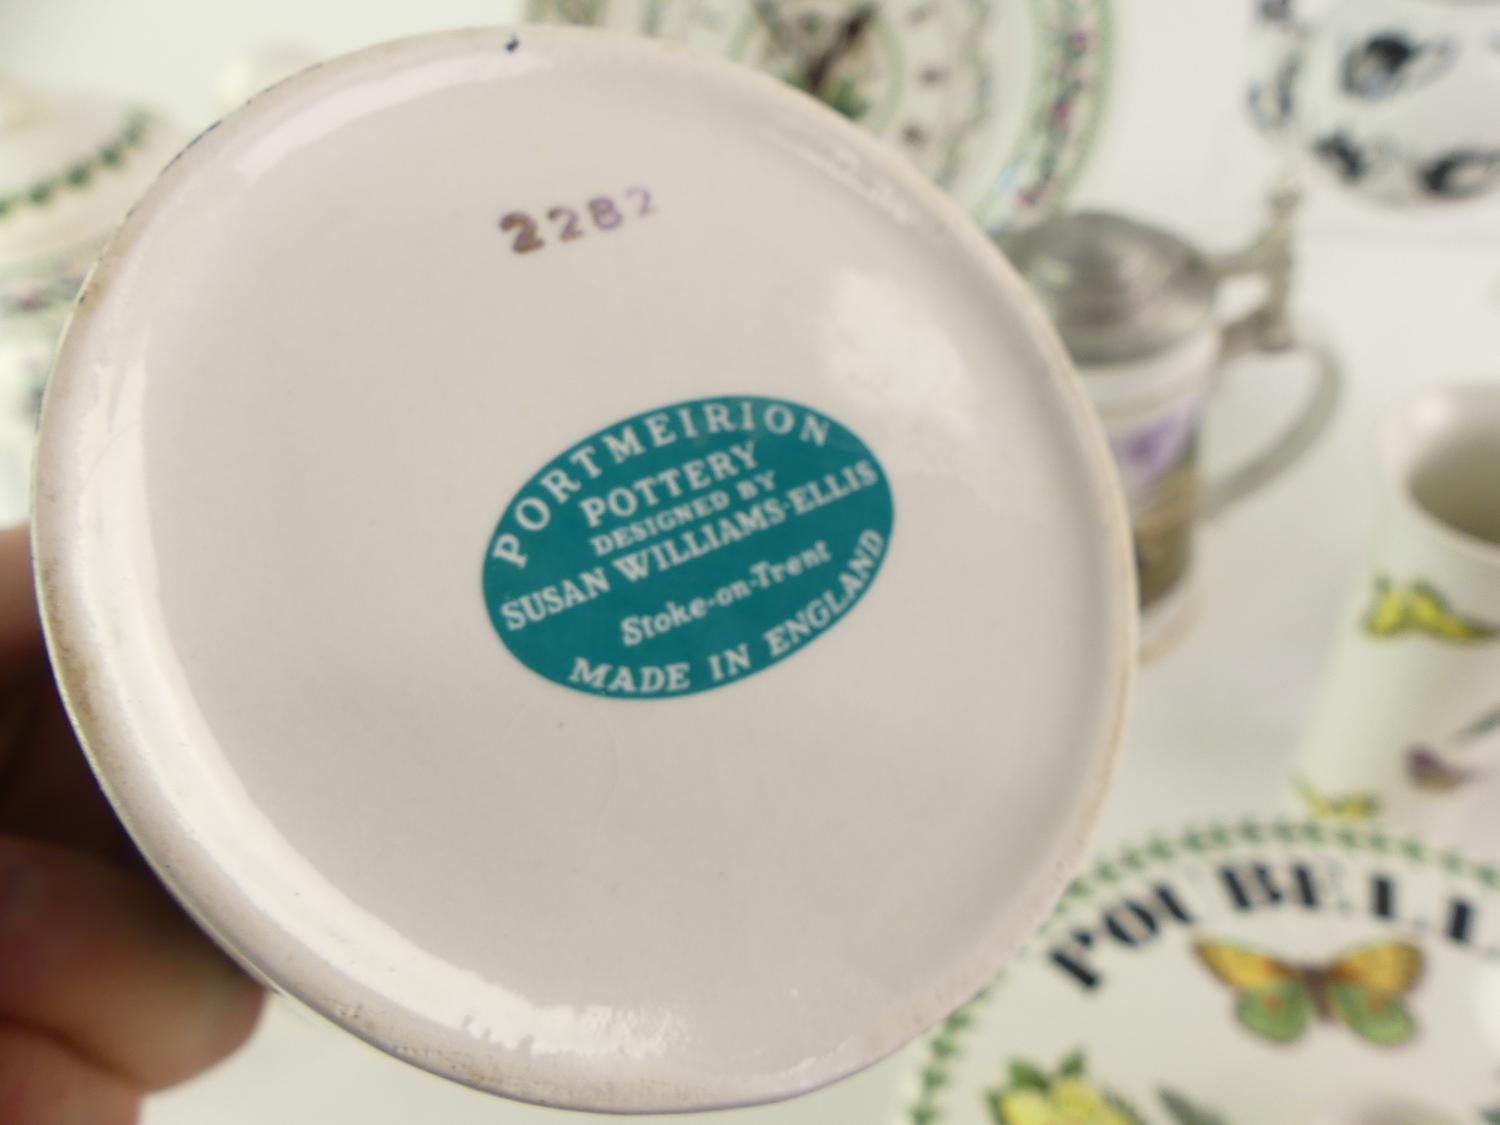 2282
PORTMEIRION
POTTERY
DESIGNED BY
SUSAN WILLIAMS-ELLIS
Stoke-on-Trent
MADE IN ENGLAND
POUBELL